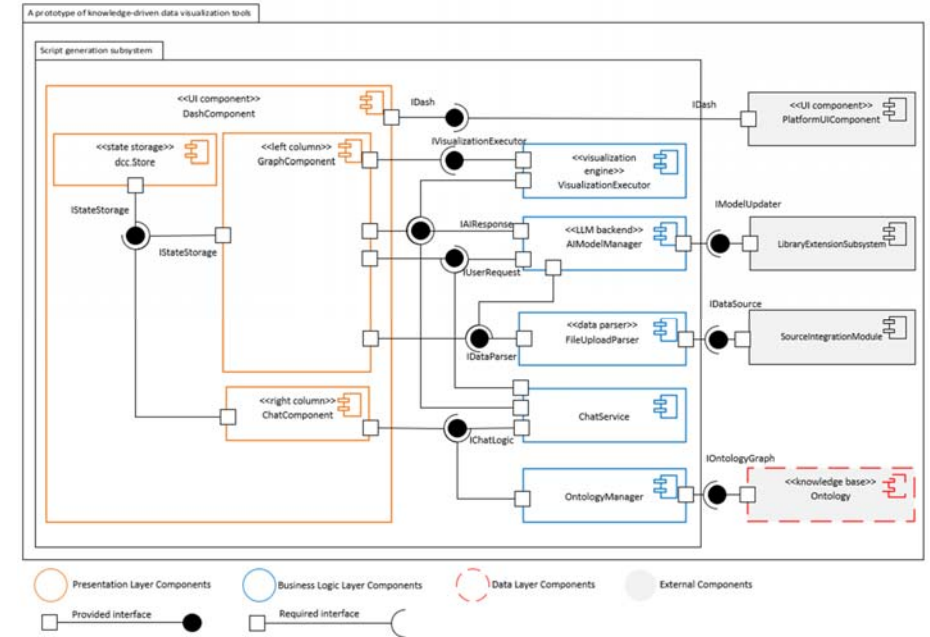 A prototype of knowledge-driven data visualization tools
Script generation subsystem
<<UI component>>
DashComponent
IDash
IDash
<<UI component>>
PlatformUIComponent
<<state storage>>
dcc.Store
<<left column>>
GraphComponent
IVisualizationExecutor
<<visualization
engine>>
VisualizationExecutor
IStateStorage
IStateStorage
IAIResponse
<<LLM backend>>
AIModelManager
IModelUpdater
LibraryExtensionSubsystem
IUserRequest
IDataSource
<<data parser>>
FileUploadParser
SourceIntegrationModule
IDataParser
<<right column>>
ChatComponent
ChatService
IChatLogic
IOntologyGraph
OntologyManager
<<knowledge base>>
Ontology
Presentation Layer Components
Business Logic Layer Components
Data Layer Components
External Components
Provided interface
Required interface